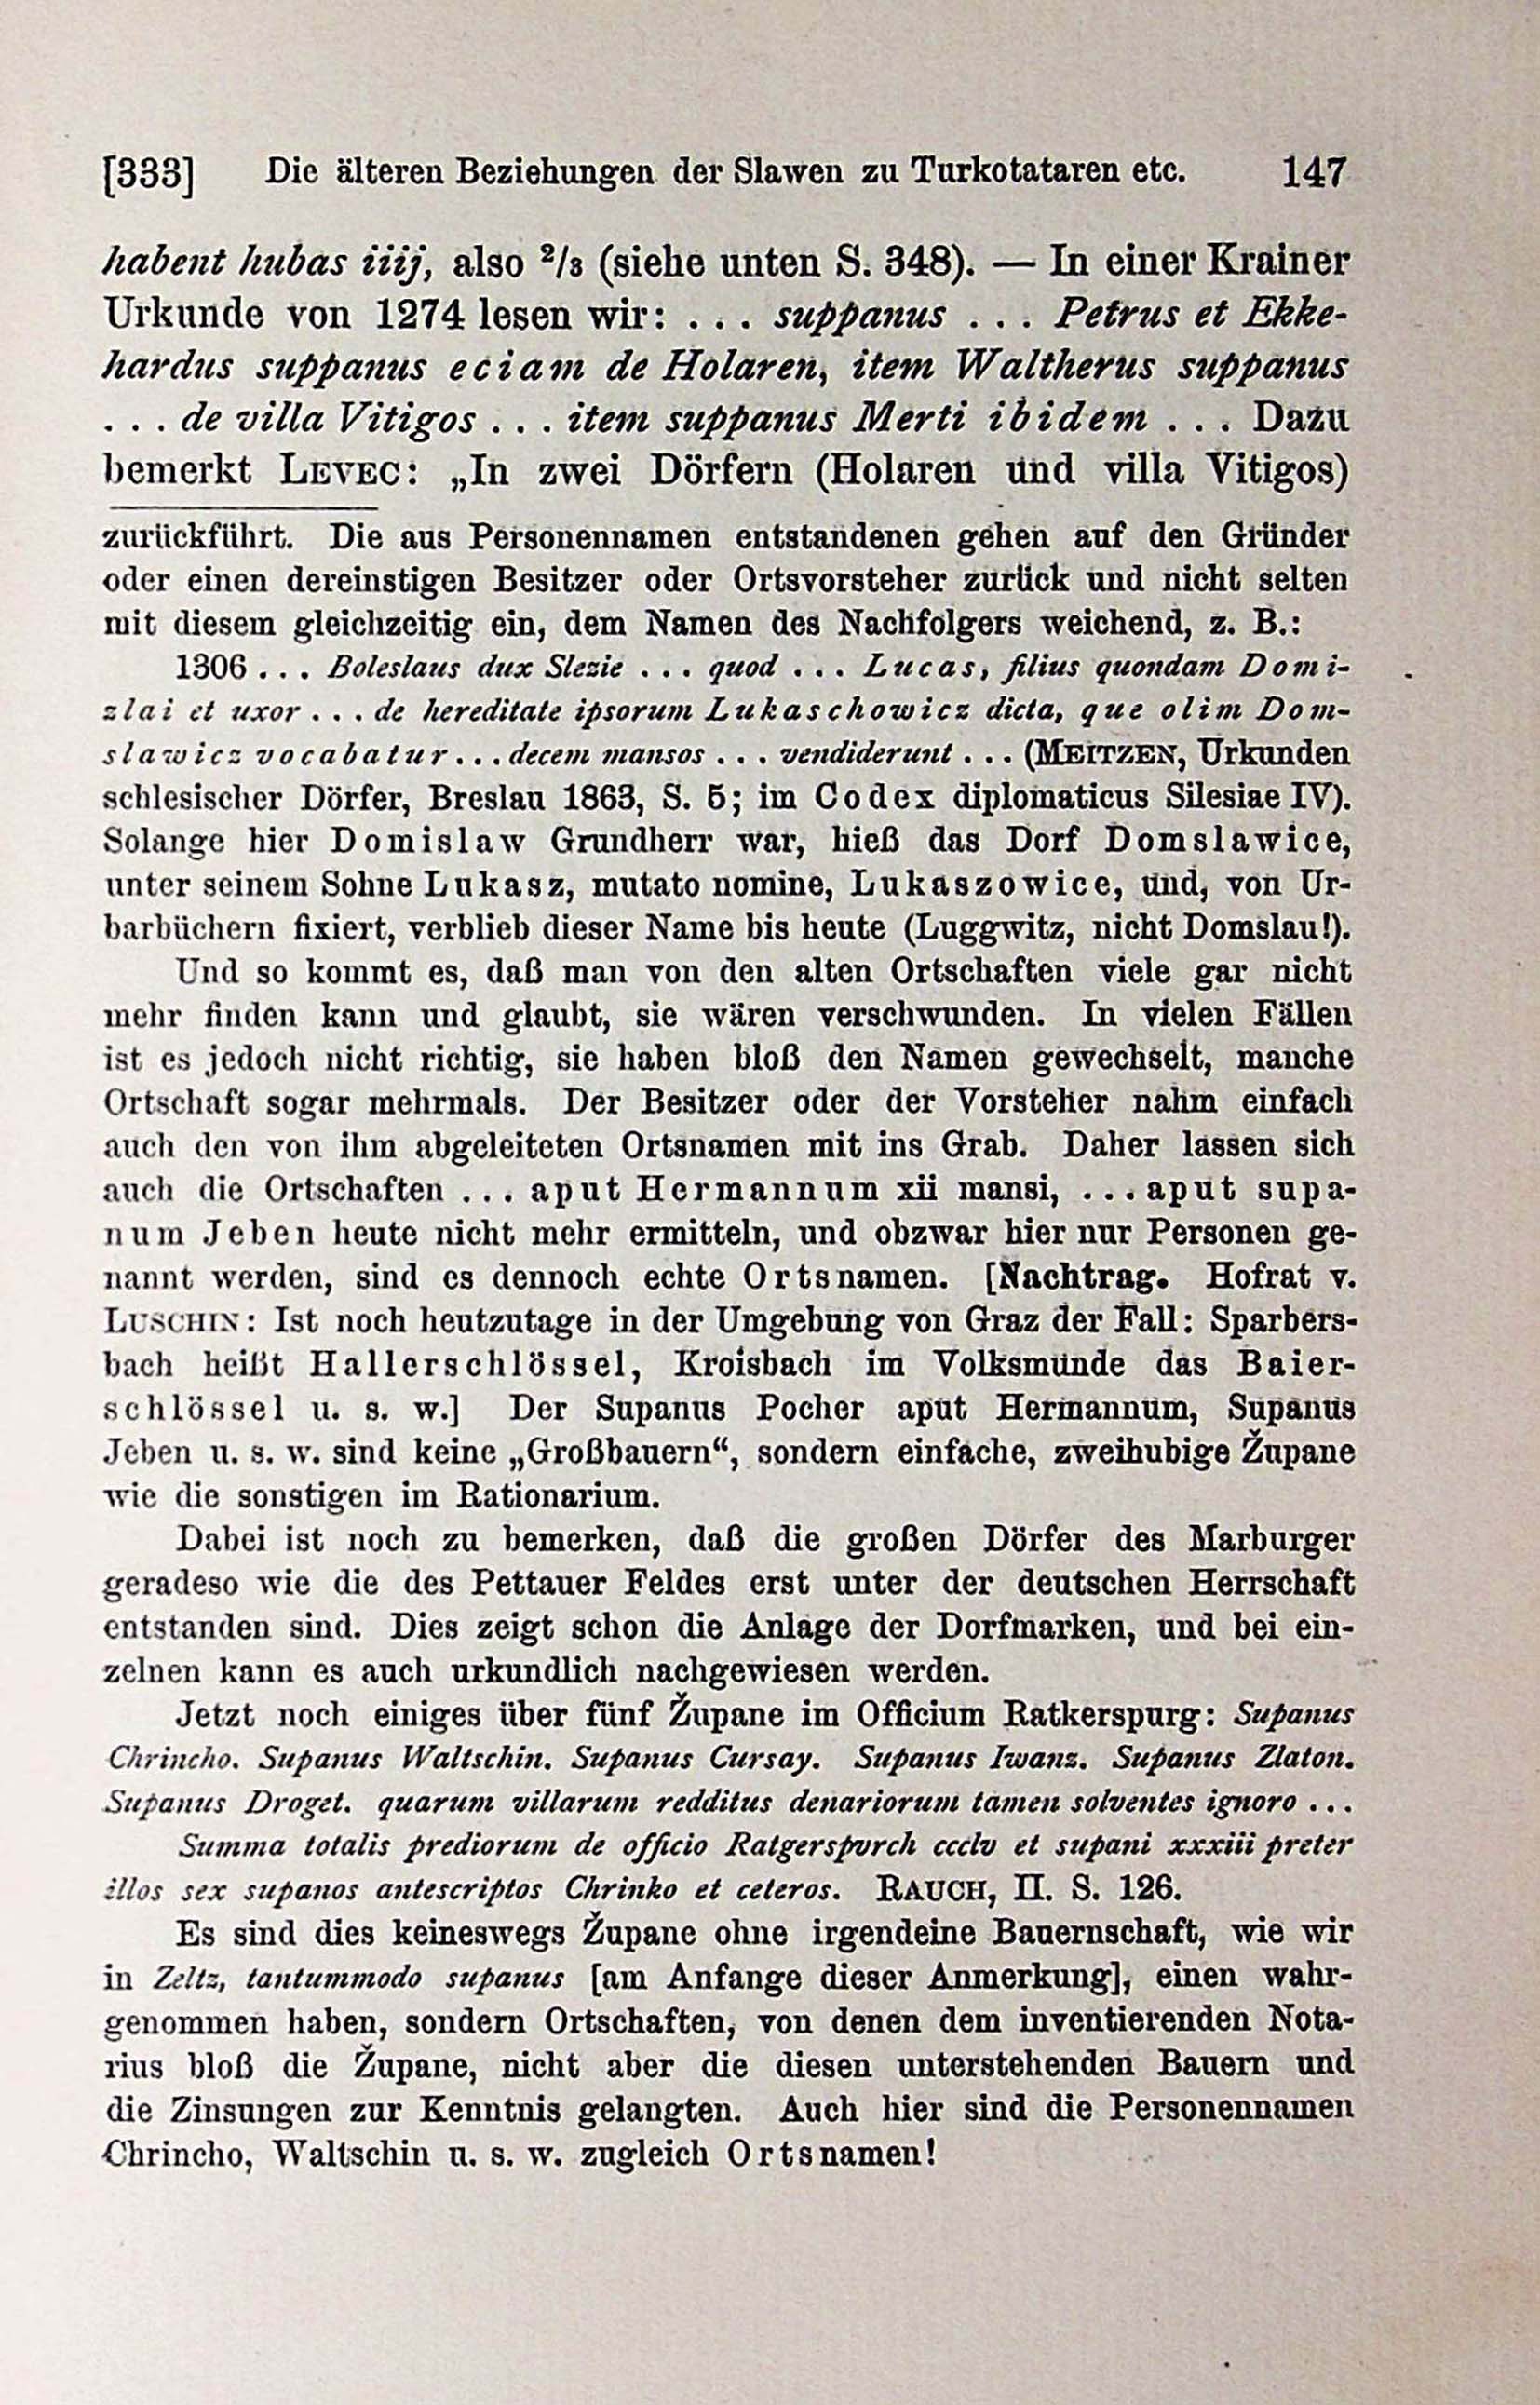 [333] Die älteren Beziehungen der Slawen zu Turkotataren etc. 147
habent hubas iiij, also ²/₃ (siehe unten S. 348). — In einer Krainer
Urkunde von 1274 lesen wir: . . . suppanus . . . Petrus et Ekke-
hardus suppanus eciam de Holaren, item Waltherus suppanus
. . . de villa Vitigos . . . item suppanus Merti ibidem . . . Dazu
bemerkt LEVEC: „In zwei Dörfern (Holaren und villa Vitigos)
zurückführt. Die aus Personennamen entstandenen gehen auf den Gründer
oder einen dereinstigen Besitzer oder Ortsvorsteher zurück und nicht selten
mit diesem gleichzeitig ein, dem Namen des Nachfolgers weichend, z. B.:
1306 . . . Boleslaus dux Slezie . . . quod . . . Lucas, filius quondam Domi-
zlai et uxor . . . de hereditate ipsorum Lukaschowicz dicta, que olim Dom-
slawicz vocabatur . . . decem mansos . . . vendiderunt . . . (MEITZEN, Urkunden
schlesischer Dörfer, Breslau 1863, S. 5; im Codex diplomaticus Silesiae IV).
Solange hier Domislaw Grundherr war, hieß das Dorf Domslawice,
unter seinem Sohne Lukasz, mutato nomine, Lukaszowice, und, von Ur-
barbüchern fixiert, verblieb dieser Name bis heute (Luggwitz, nicht Domslau!).
Und so kommt es, daß man von den alten Ortschaften viele gar nicht
mehr finden kann und glaubt, sie wären verschwunden. In vielen Fällen
ist es jedoch nicht richtig, sie haben bloß den Namen gewechselt, manche
Ortschaft sogar mehrmals. Der Besitzer oder der Vorsteher nahm einfach
auch den von ihm abgeleiteten Ortsnamen mit ins Grab. Daher lassen sich
auch die Ortschaften . . . aput Hermannum xii mansi, . . . aput supa-
num Jeben heute nicht mehr ermitteln, und obzwar hier nur Personen ge-
nannt werden, sind es dennoch echte Ortsnamen. [Nachtrag. Hofrat v.
LUSCHIN: Ist noch heutzutage in der Umgebung von Graz der Fall: Sparbers-
bach heißt Hallerschlössel, Kroisbach im Volksmunde das Baier-
schlössel u. s. w.] Der Supanus Pocher aput Hermannum, Supanus
Jeben u. s. w. sind keine „Großbauern“, sondern einfache, zweihubige Župane
wie die sonstigen im Rationarium.
Dabei ist noch zu bemerken, daß die großen Dörfer des Marburger
geradeso wie die des Pettauer Feldes erst unter der deutschen Herrschaft
entstanden sind. Dies zeigt schon die Anlage der Dorfmarken, und bei ein-
zelnen kann es auch urkundlich nachgewiesen werden.
Jetzt noch einiges über fünf Župane im Officium Ratkerspurg: Supanus
Chrincho. Supanus Waltschin. Supanus Cursay. Supanus Iwanz. Supanus Zlaton.
Supanus Droget. quarum villarum redditus denariorum tamen solventes ignoro . . .
Summa totalis prediorum de officio Ratgerspvrch ccclv et supani xxxiii preter
illos sex supanos antescriptos Chrinko et ceteros. RAUCH, II. S. 126.
Es sind dies keineswegs Župane ohne irgendeine Bauernschaft, wie wir
in Zeltz, tantummodo supanus [am Anfange dieser Anmerkung], einen wahr-
genommen haben, sondern Ortschaften, von denen dem inventierenden Nota-
rius bloß die Župane, nicht aber die diesen unterstehenden Bauern und
die Zinsungen zur Kenntnis gelangten. Auch hier sind die Personennamen
Chrincho, Waltschin u. s. w. zugleich Ortsnamen!